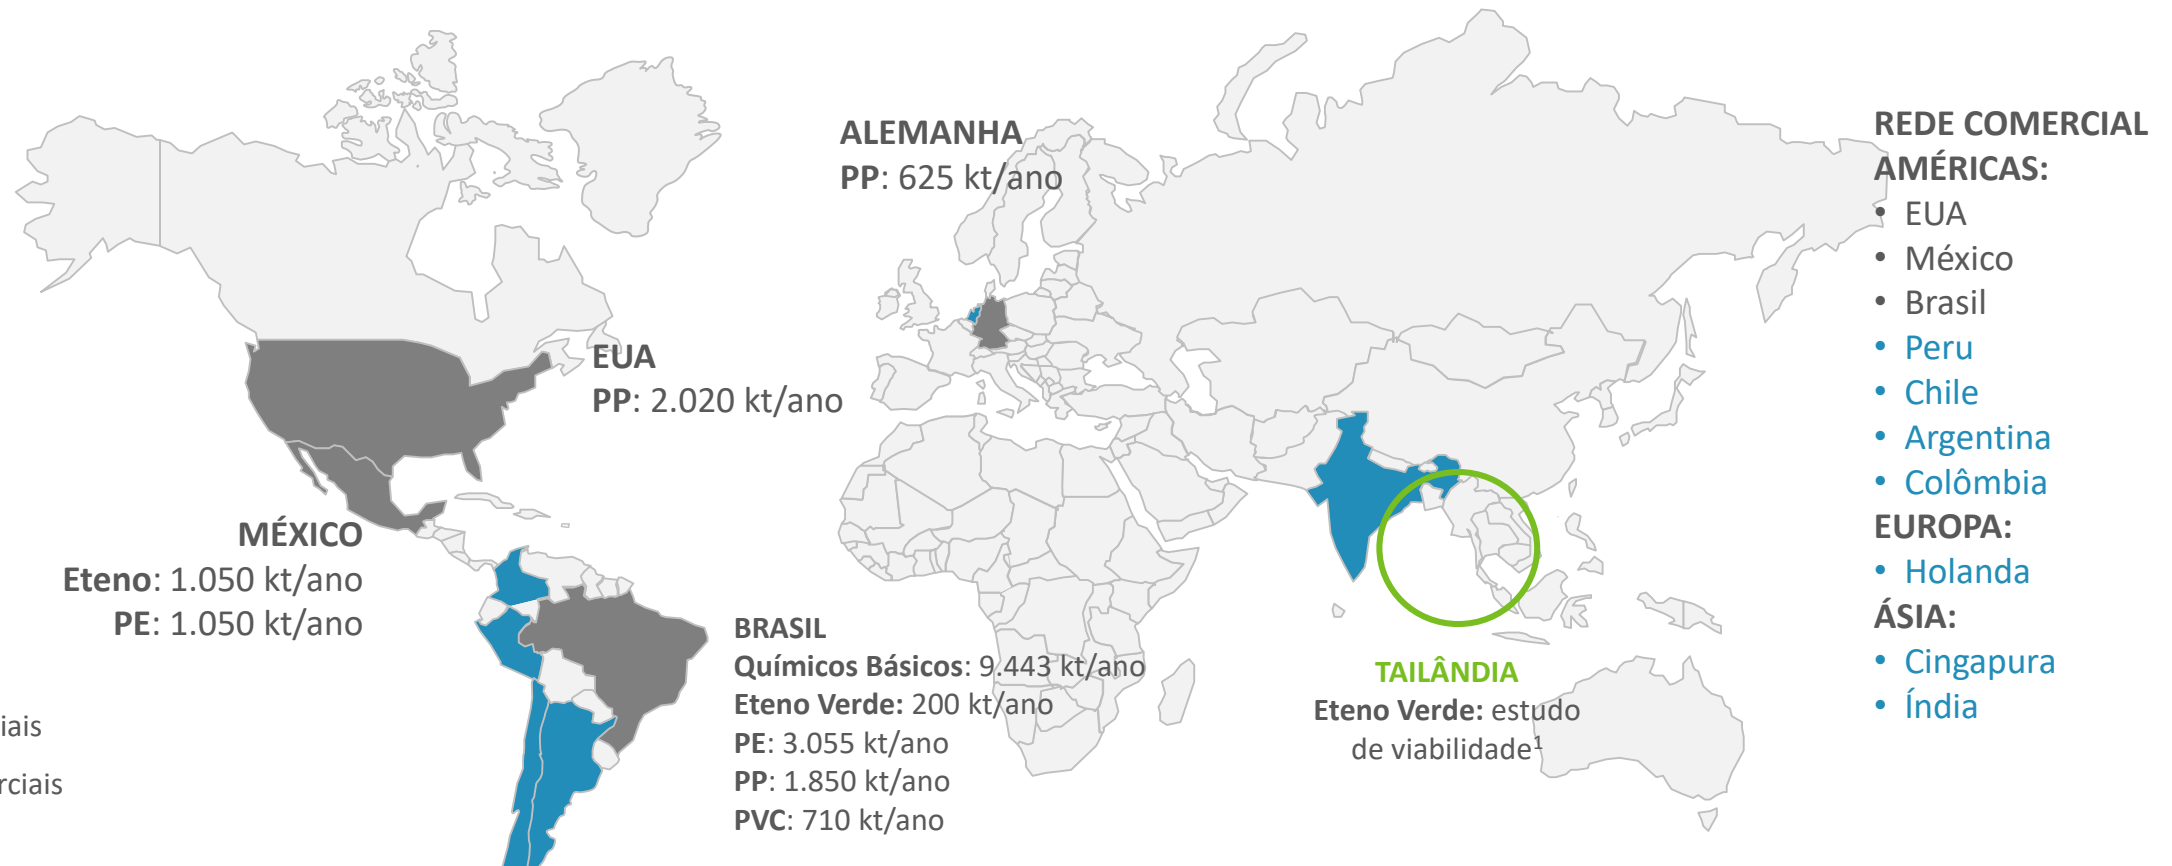 ALEMANHA
PP: 625 kt/ano
EUA
PP: 2.020 kt/ano
MÉXICO
Eteno: 1.050 kt/ano
PE: 1.050 kt/ano
BRASIL
Químicos Básicos: 9.443 kt/ano
Eteno Verde: 200 kt/ano
PE: 3.055 kt/ano
PP: 1.850 kt/ano
PVC: 710 kt/ano
TAILÂNDIA
Eteno Verde: estudo
de viabilidade¹
REDE COMERCIAL
AMÉRICAS:
• EUA
• México
• Brasil
• Peru
• Chile
• Argentina
• Colômbia
EUROPA:
• Holanda
ÁSIA:
• Cingapura
• Índia